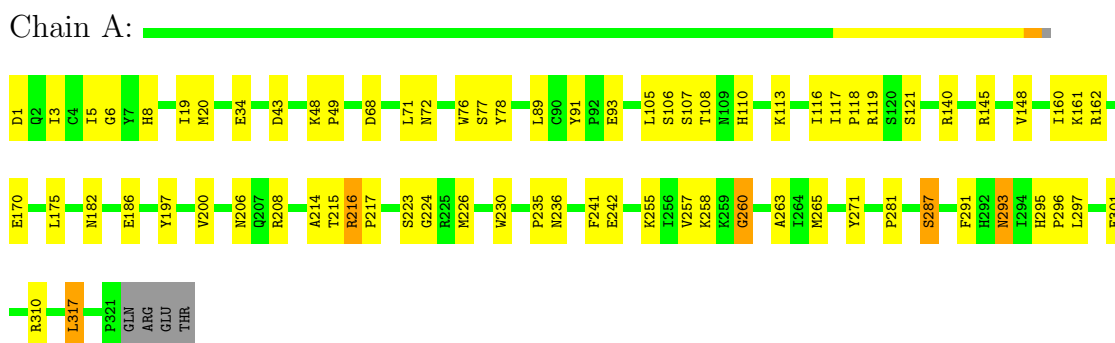 Chain A:
D1 Q2 I3 C4 I5 G6 Y7 H8 I19 M20 E34 D43 K48 P49 D68 L71 N72 W76 S77 Y78 L89 C90 Y91 P92 E93 L105 S106 S107 T108 N109 H110 K113 I116 I117 P118 R119 S120 S121 R140 R145 V148 I160 K161 R162
E170 L175 N182 E186 Y197 V200 N206 Q207 R208 A214 T215 R216 P217 S223 G224 R225 M226 W230 P235 N236 F241 E242 K255 I256 V257 K258 K259 G260 A263 I264 M265 Y271 P281 S287 F291 H292 N293 I294 H295 P296 L297
R310 L317 P321 GLN ARG GLU THR